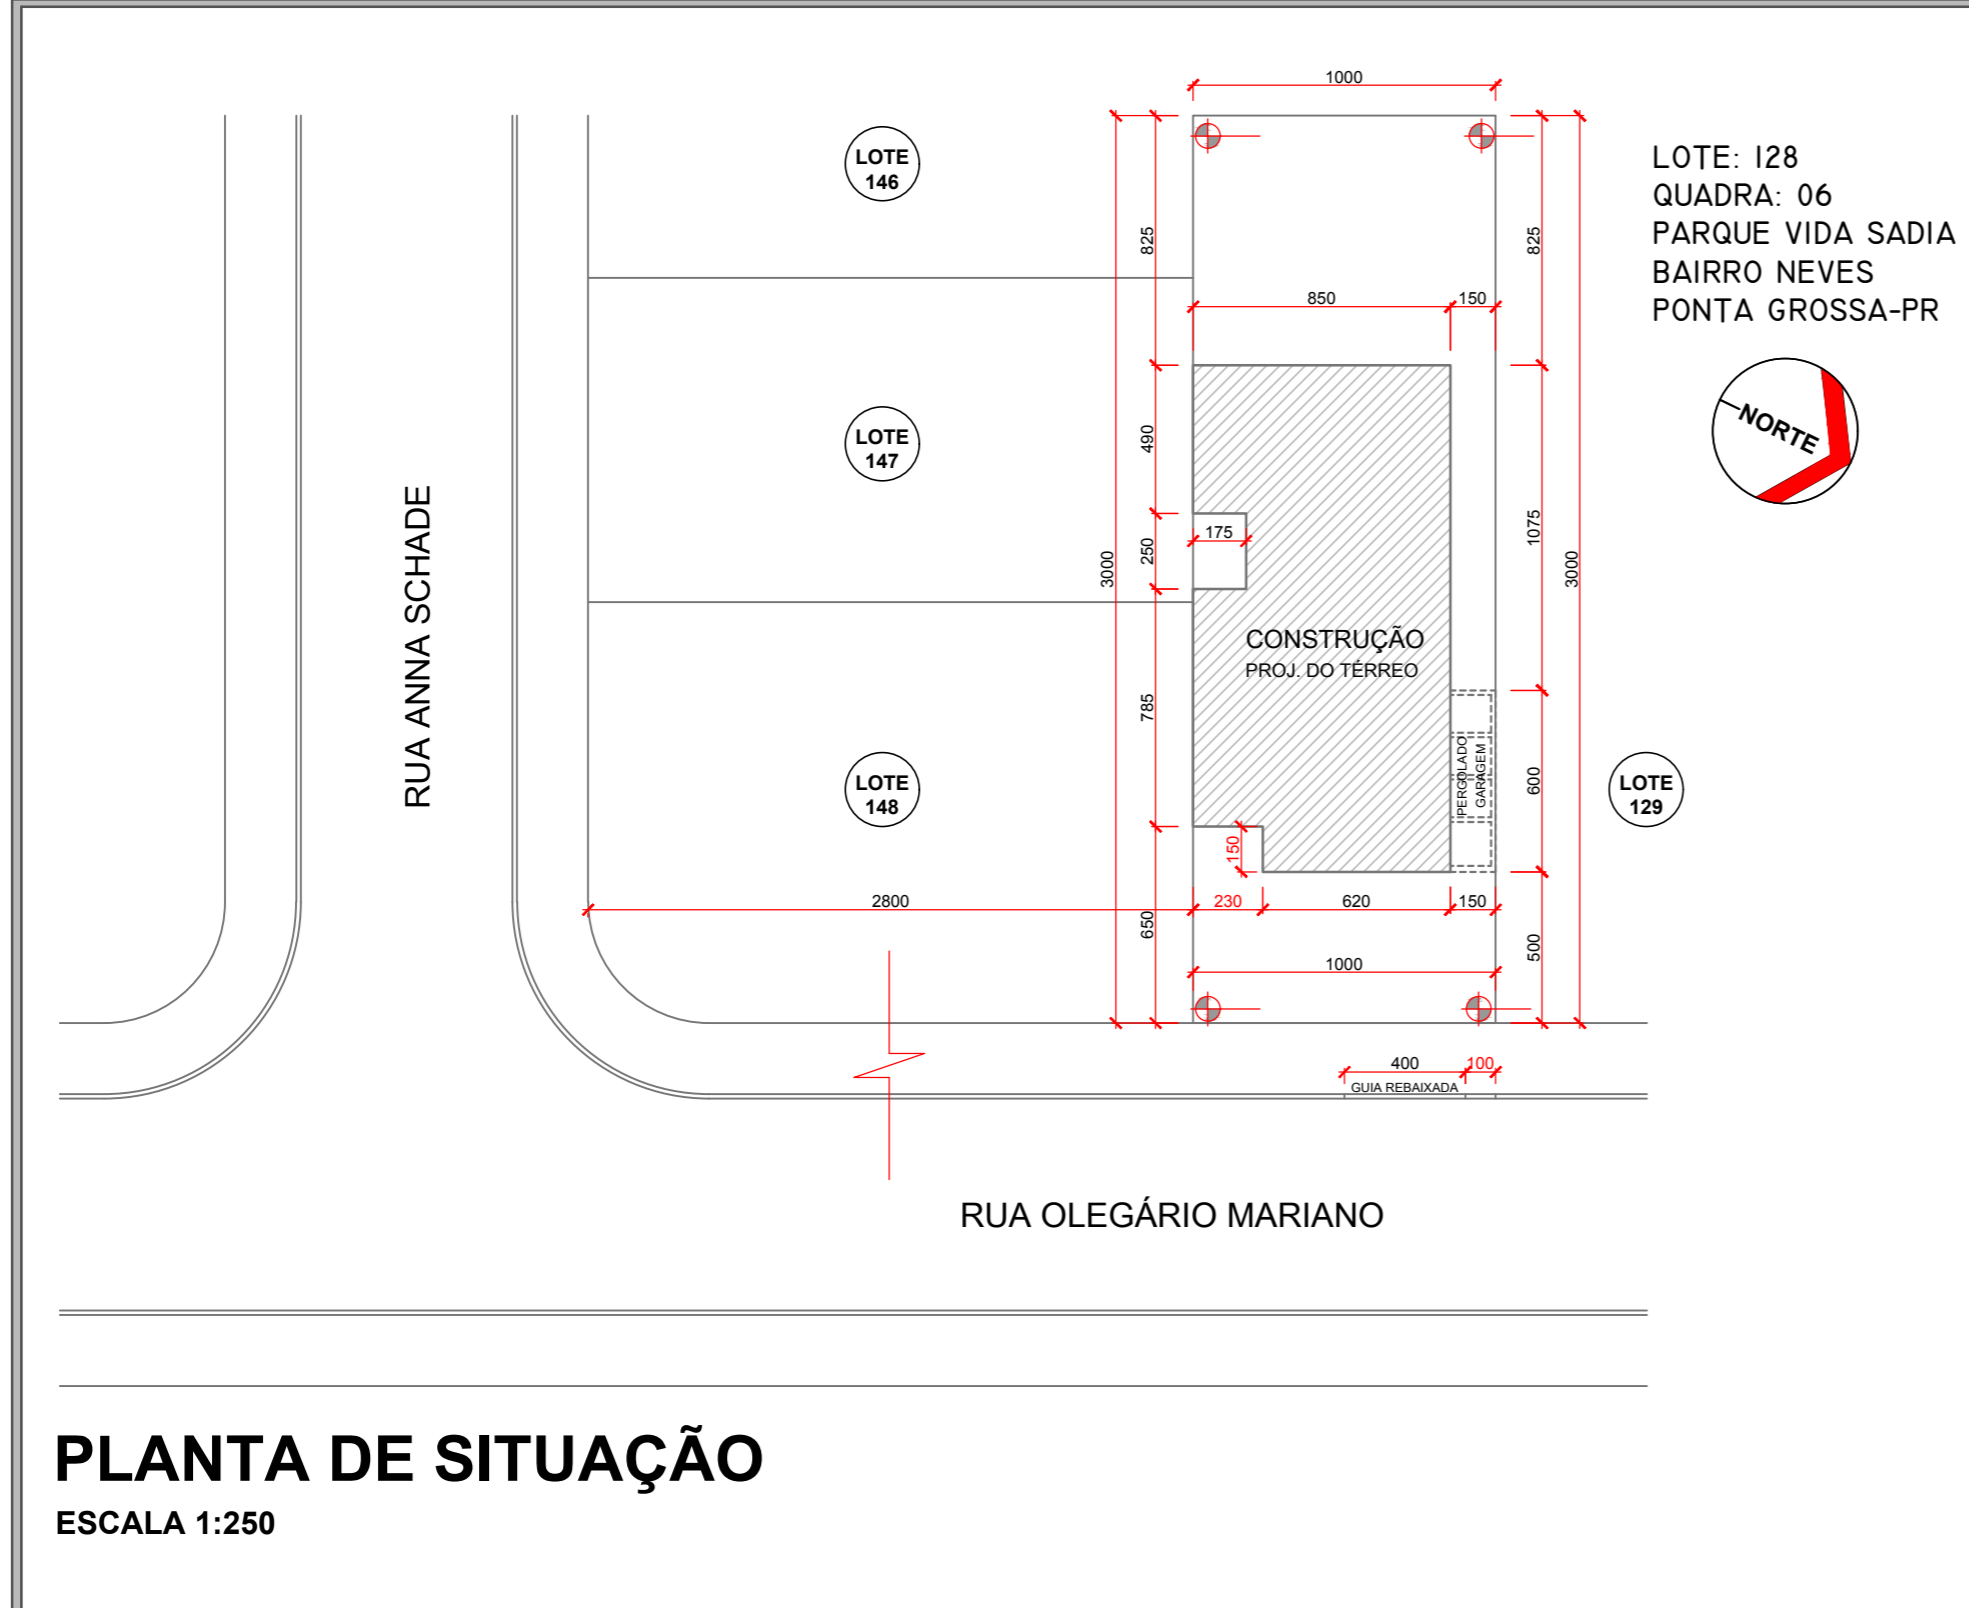 1000
LOTE
146
LOTE: 128
QUADRA: 06
PARQUE VIDA SADIA
BAIRRO NEVES
PONTA GROSSA-PR
825
825
850
150
NORTE
LOTE
147
490
175
250
3000
1075
3000
RUA ANNA SCHADE
CONSTRUÇÃO
PROJ. DO TÉRREO
785
PERGOLADO
GARAGEM
600
LOTE
148
LOTE
129
150
2800
230
620
150
650
500
1000
400
100
GUIA REBAIXADA
RUA OLEGÁRIO MARIANO
PLANTA DE SITUAÇÃO
ESCALA 1:250